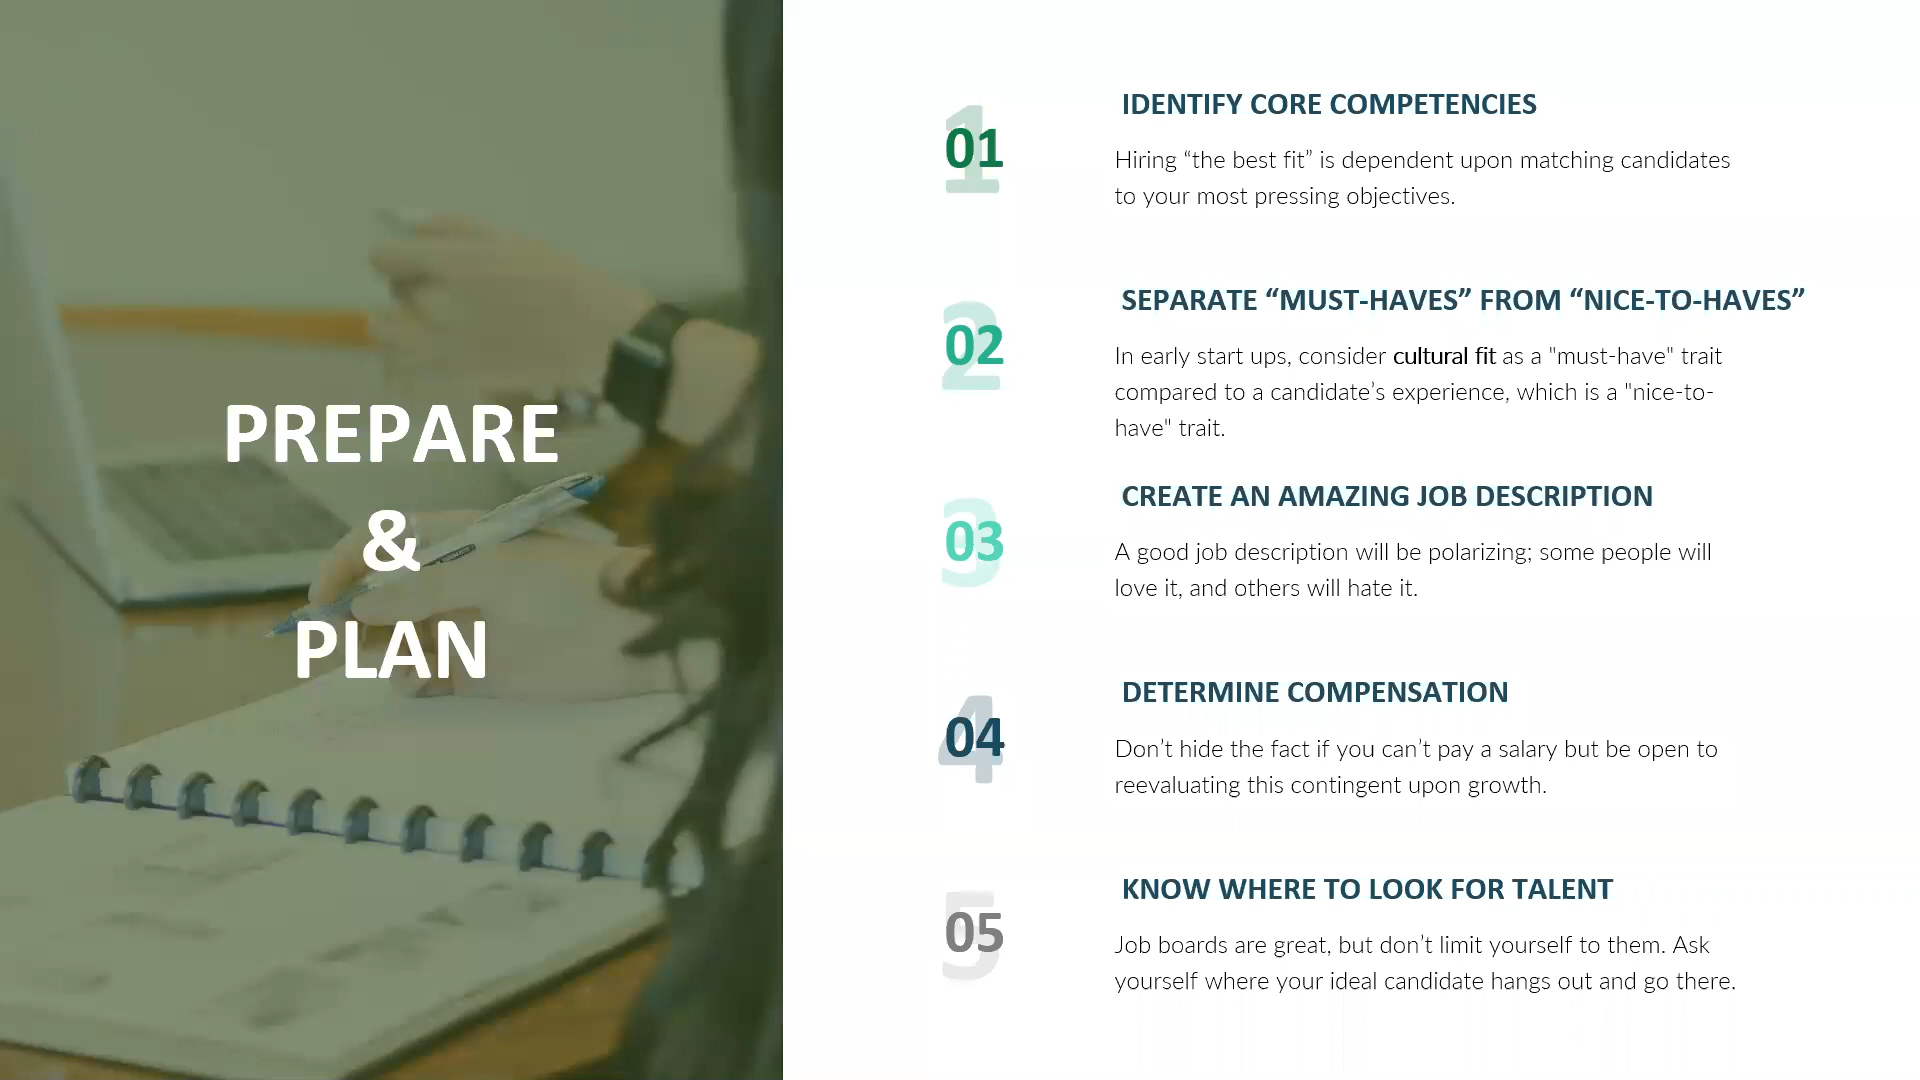 PREPARE
&
PLAN
01
IDENTIFY CORE COMPETENCIES
Hiring “the best fit” is dependent upon matching candidates
to your most pressing objectives.
02
SEPARATE “MUST-HAVES” FROM “NICE-TO-HAVES”
In early start ups, consider cultural fit as a "must-have" trait
compared to a candidate’s experience, which is a "nice-to-
have" trait.
03
CREATE AN AMAZING JOB DESCRIPTION
A good job description will be polarizing; some people will
love it, and others will hate it.
04
DETERMINE COMPENSATION
Don’t hide the fact if you can’t pay a salary but be open to
reevaluating this contingent upon growth.
05
KNOW WHERE TO LOOK FOR TALENT
Job boards are great, but don’t limit yourself to them. Ask
yourself where your ideal candidate hangs out and go there.